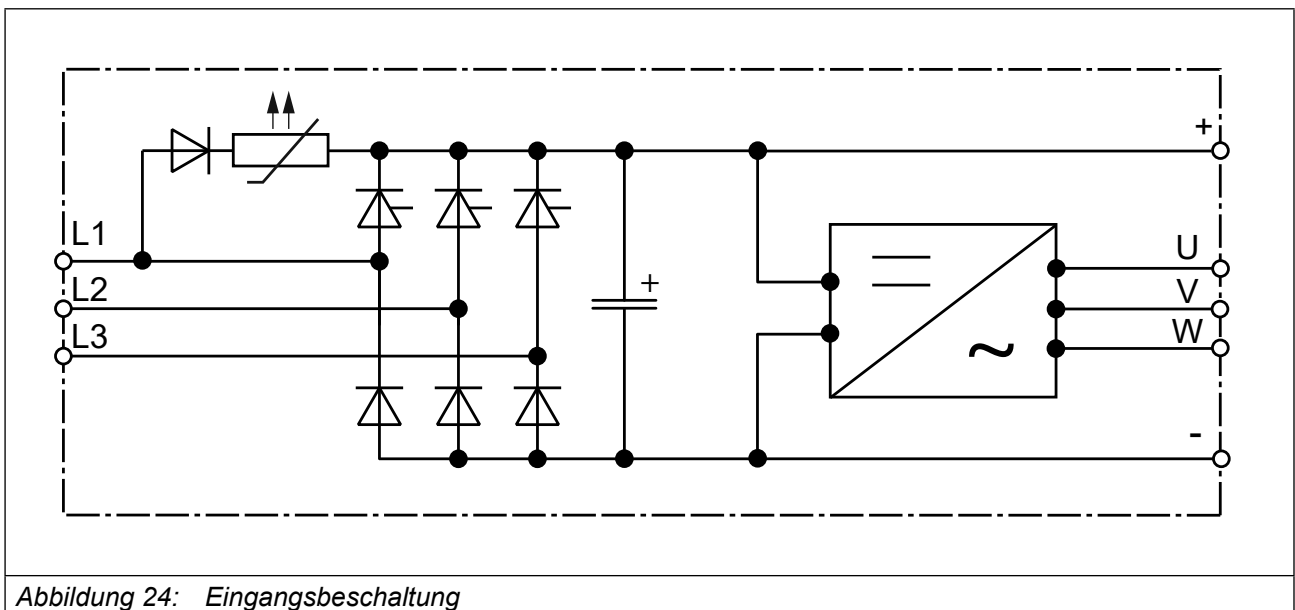 +
L1
L2
L3
+
U
V
W
~
-
Abbildung 24: Eingangsbeschaltung